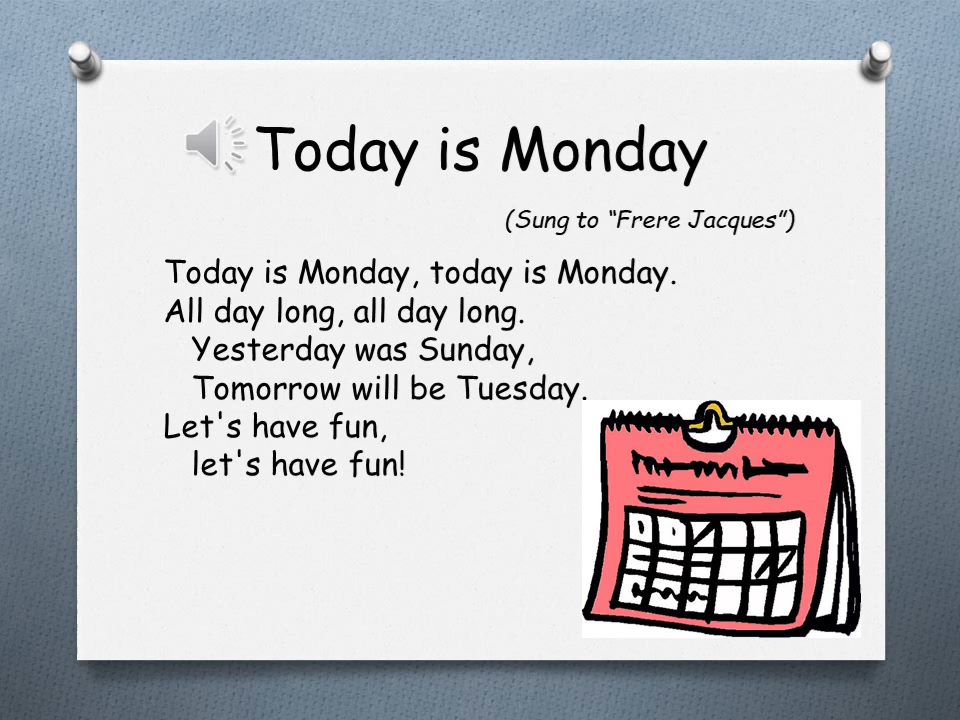 Today is Monday
(Sung to “Frere Jacques”)
Today is Monday, today is Monday.
All day long, all day long.
Yesterday was Sunday,
Tomorrow will be Tuesday.
Let's have fun,
let's have fun!